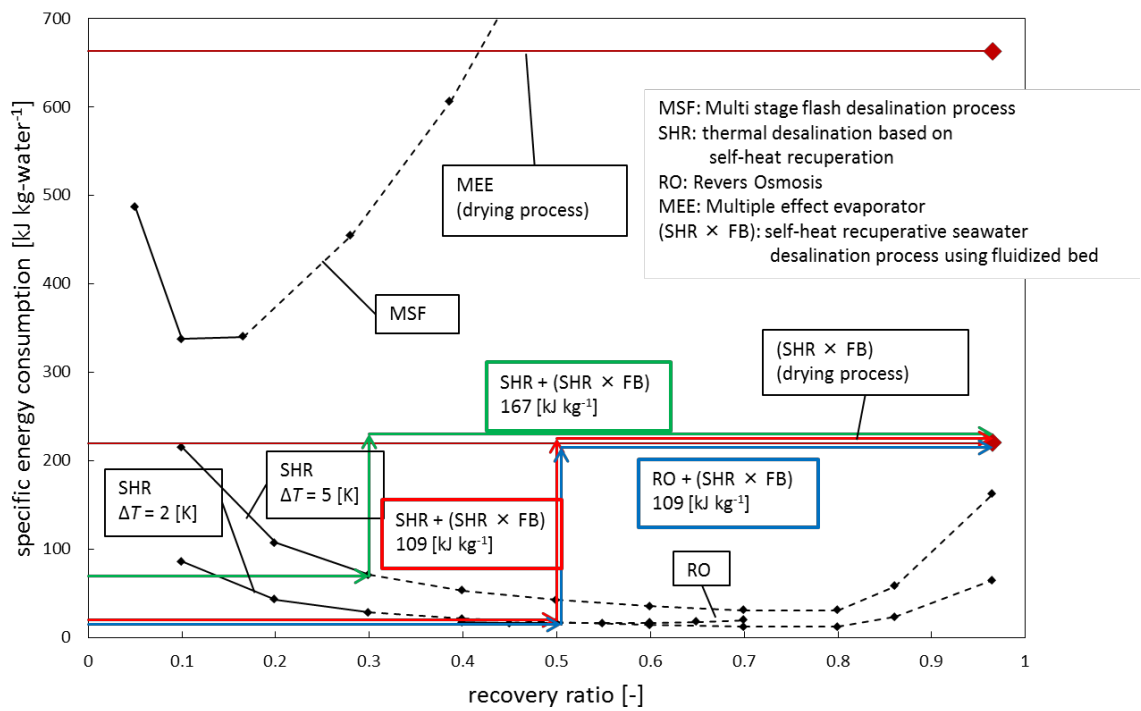 specific energy consumption [kJ kg-water⁻¹]
700
600
500
400
300
200
100
0
MSF: Multi stage flash desalination process
SHR: thermal desalination based on
self-heat recuperation
RO: Revers Osmosis
MEE: Multiple effect evaporator
(SHR × FB): self-heat recuperative seawater
desalination process using fluidized bed
MEE
(drying process)
MSF
(SHR × FB)
(drying process)
SHR + (SHR × FB)
167 [kJ kg⁻¹]
SHR
ΔT = 2 [K]
SHR
ΔT = 5 [K]
SHR + (SHR × FB)
109 [kJ kg⁻¹]
RO + (SHR × FB)
109 [kJ kg⁻¹]
RO
0
0.1
0.2
0.3
0.4
0.5
0.6
0.7
0.8
0.9
1
recovery ratio [-]